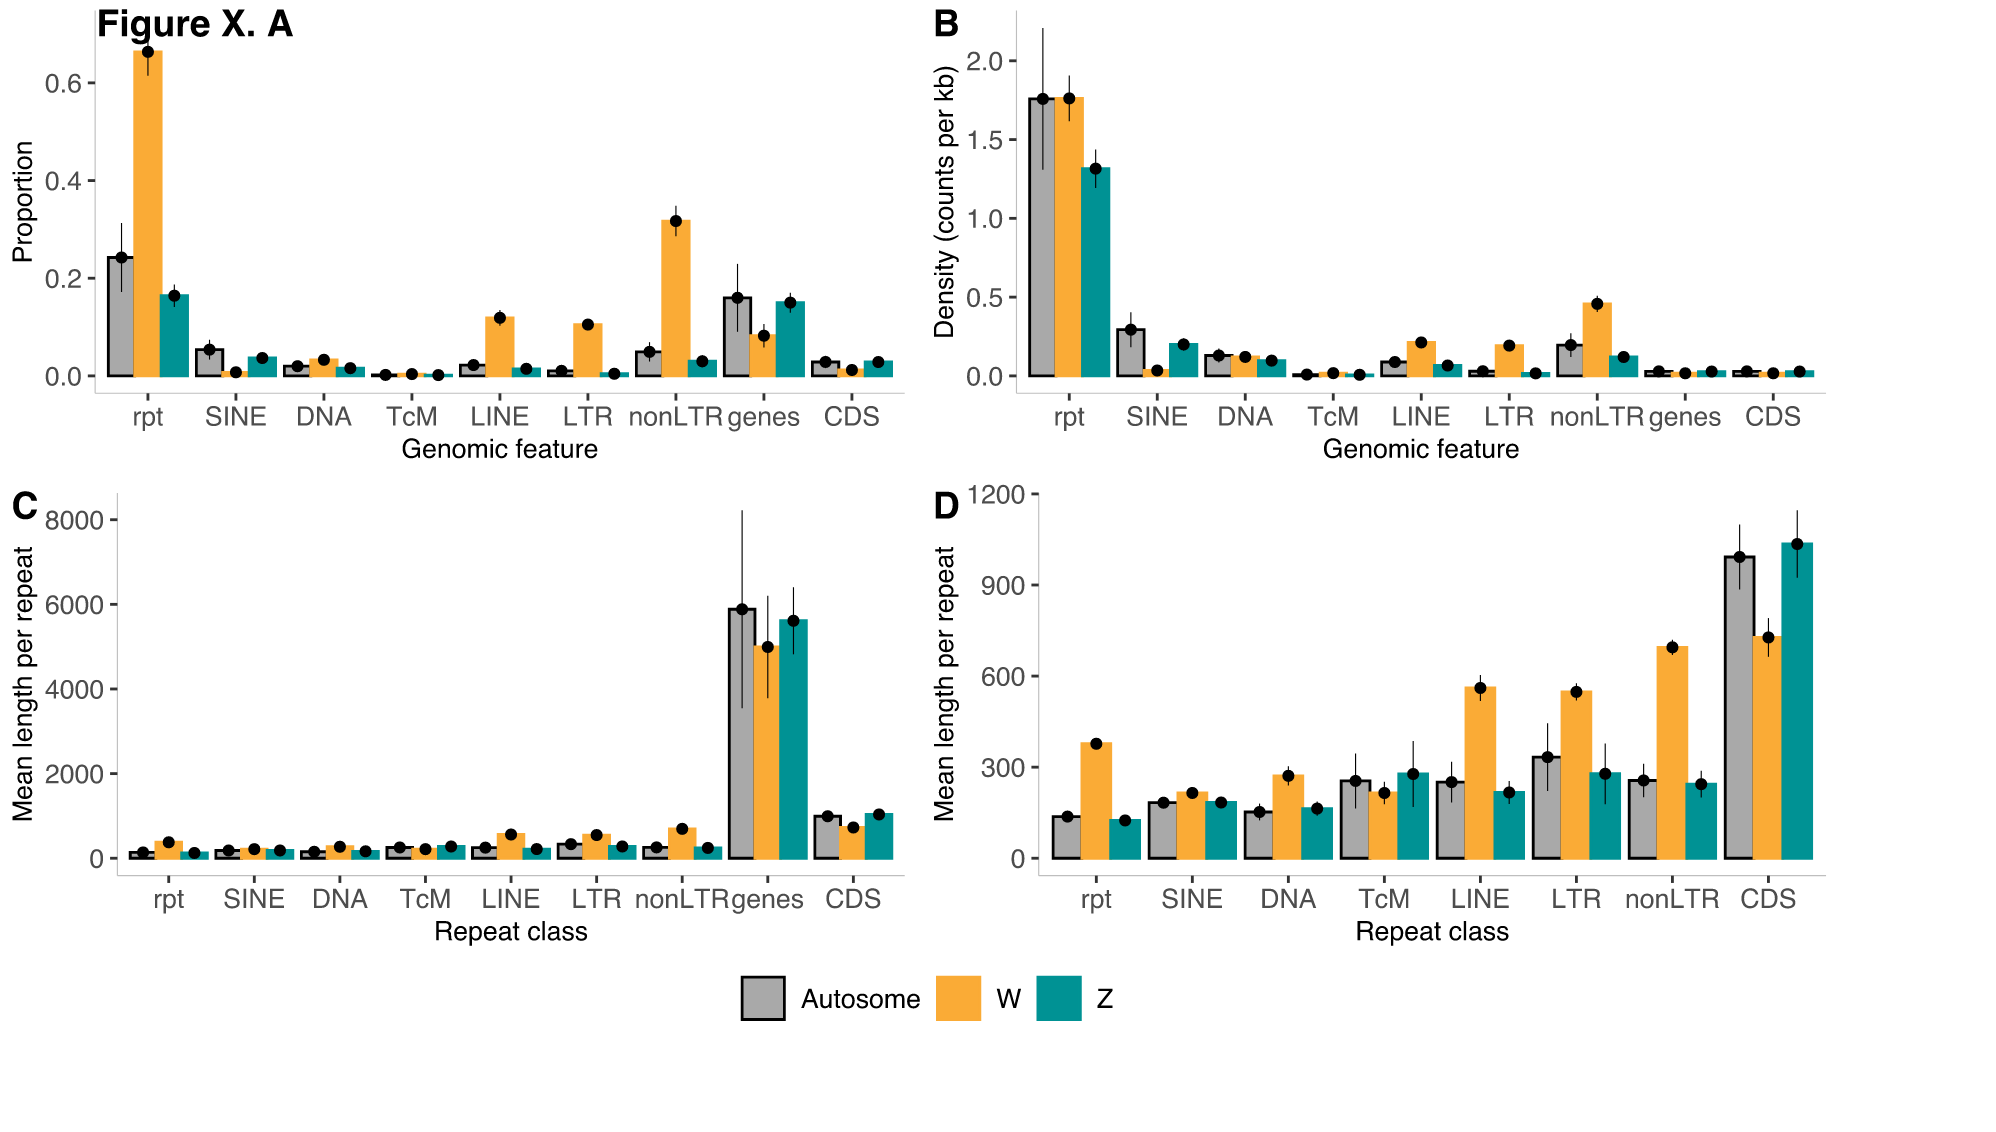 Figure X. A
Proportion
0.6
0.4
0.2
0.0
rpt SINE DNA TcM LINE LTR nonLTR genes CDS
Genomic feature
B
Density (counts per kb)
2.0
1.5
1.0
0.5
0.0
rpt SINE DNA TcM LINE LTR nonLTR genes CDS
Genomic feature
C
Mean length per repeat
8000
6000
4000
2000
0
rpt SINE DNA TcM LINE LTR nonLTR genes CDS
Repeat class
D
Mean length per repeat
1200
900
600
300
0
rpt SINE DNA TcM LINE LTR nonLTR CDS
Repeat class
Autosome W Z